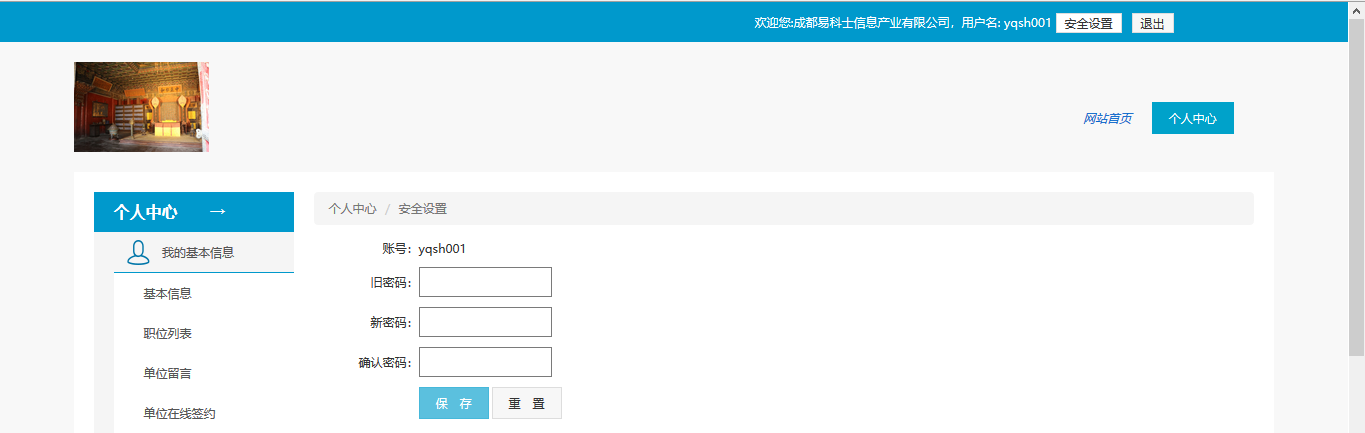 欢迎您:成都易科士信息产业有限公司，用户名: yqsh001 安全设置 退出
网站首页 个人中心
个人中心 →
个人中心 / 安全设置
我的基本信息
基本信息
职位列表
单位留言
单位在线签约
账号：yqsh001
旧密码：
新密码：
确认密码：
保 存 重 置